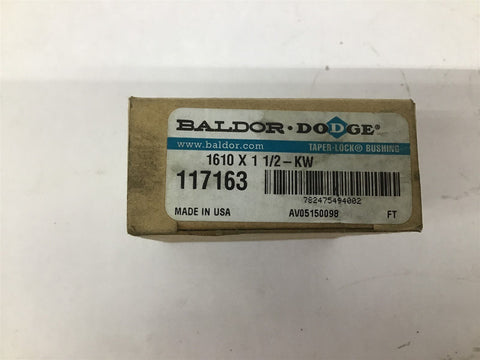 BALDOR · DODGE®
www.baldor.com TAPER-LOCK® BUSHING
1610 X 1 1/2-KW
117163
782475494002
MADE IN USA AV05150098 FT